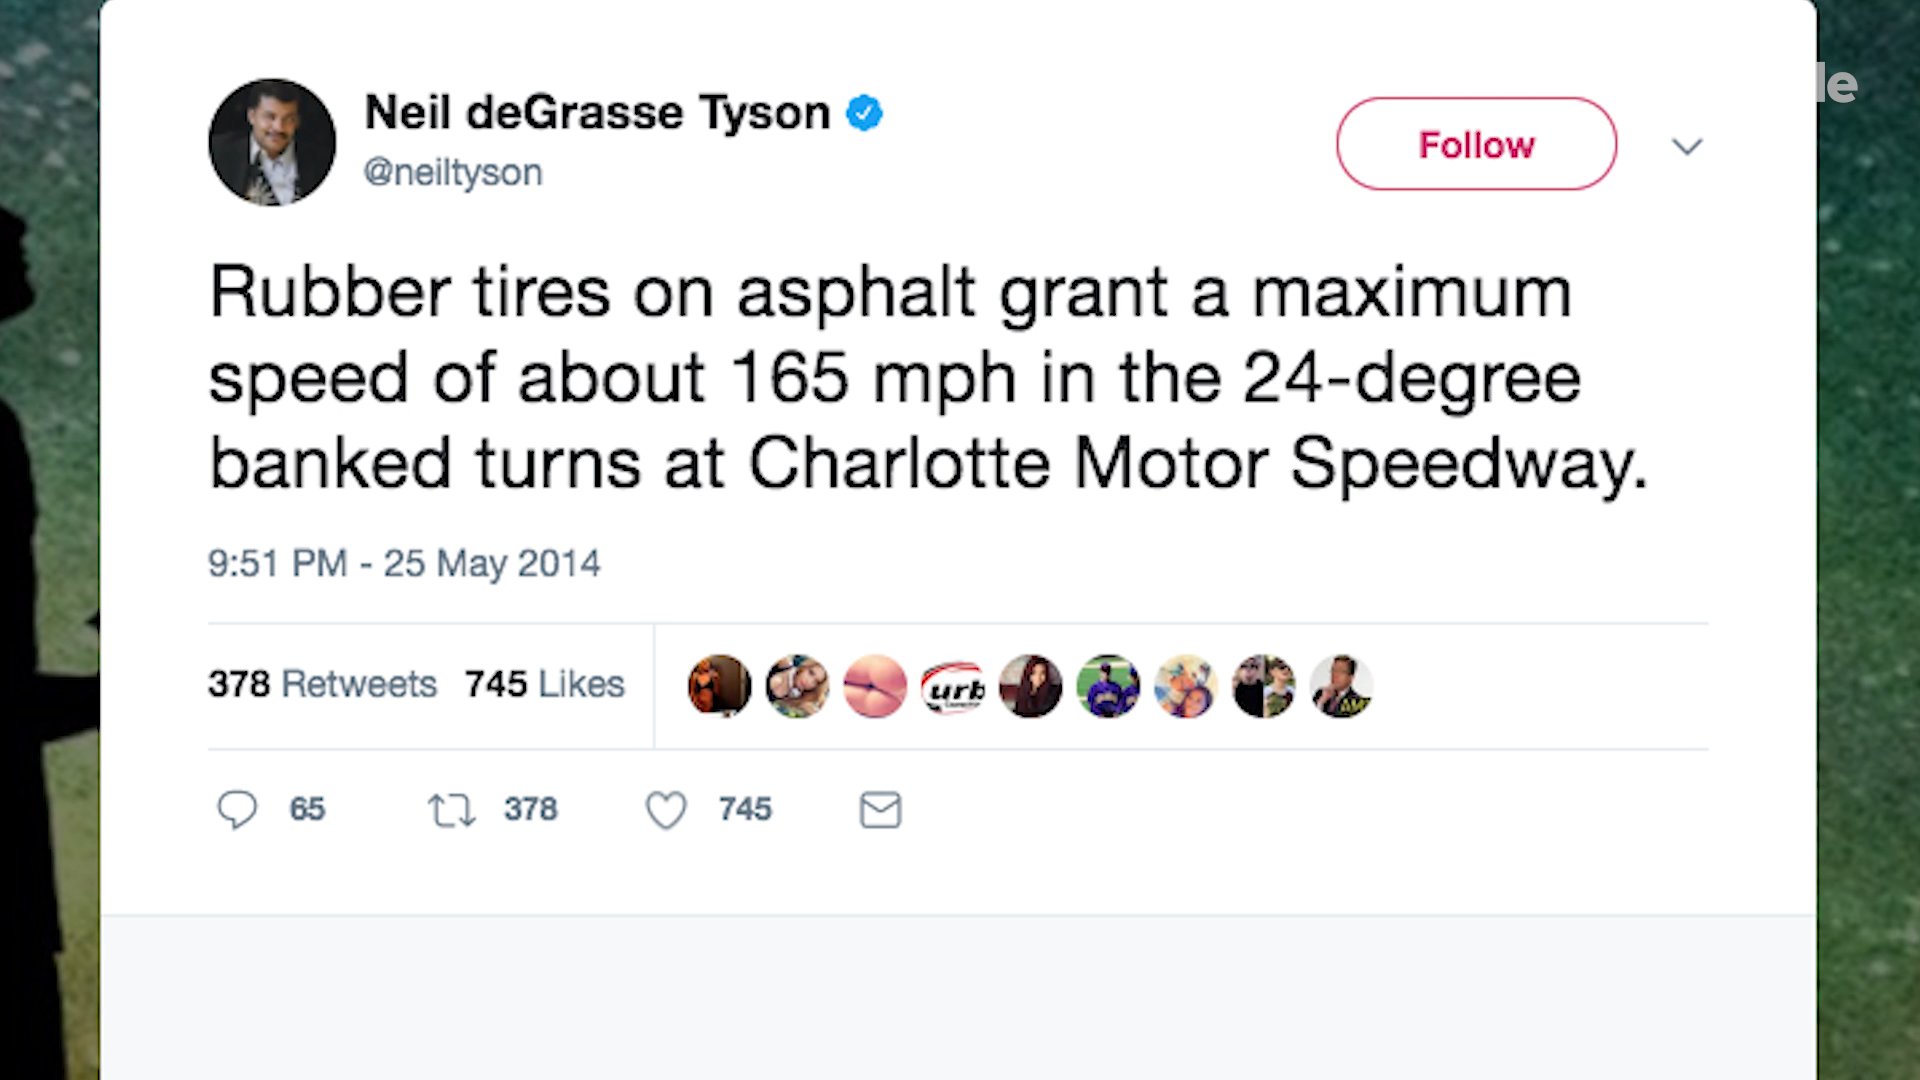 Neil deGrasse Tyson
@neiltyson
Follow
le
Rubber tires on asphalt grant a maximum
speed of about 165 mph in the 24-degree
banked turns at Charlotte Motor Speedway.
9:51 PM - 25 May 2014
378 Retweets 745 Likes
urb
65 378 745